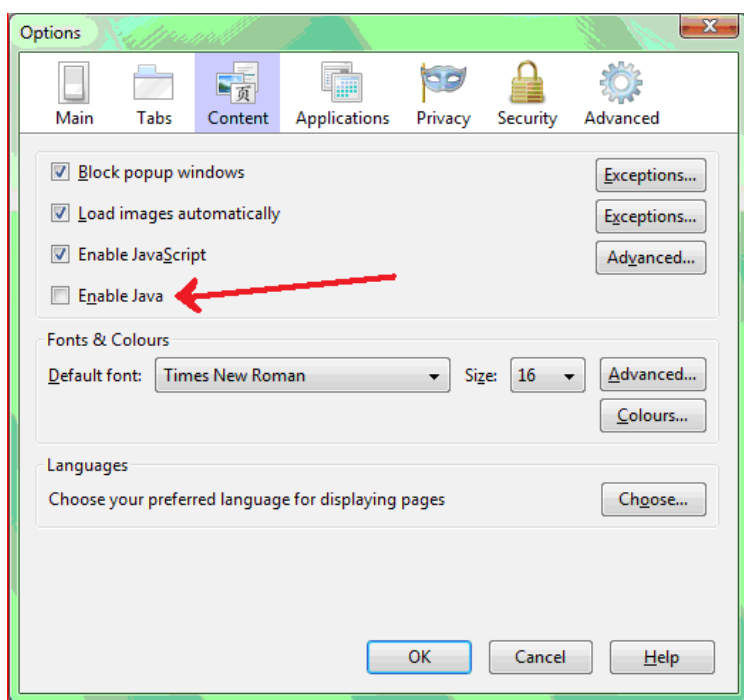 Options
页
Main Tabs Content Applications Privacy Security Advanced
Block popup windows Exceptions...
Load images automatically Exceptions...
Enable JavaScript Advanced...
Enable Java
Fonts & Colours
Default font: Times New Roman Size: 16 Advanced...
Colours...
Languages
Choose your preferred language for displaying pages Choose...
OK Cancel Help